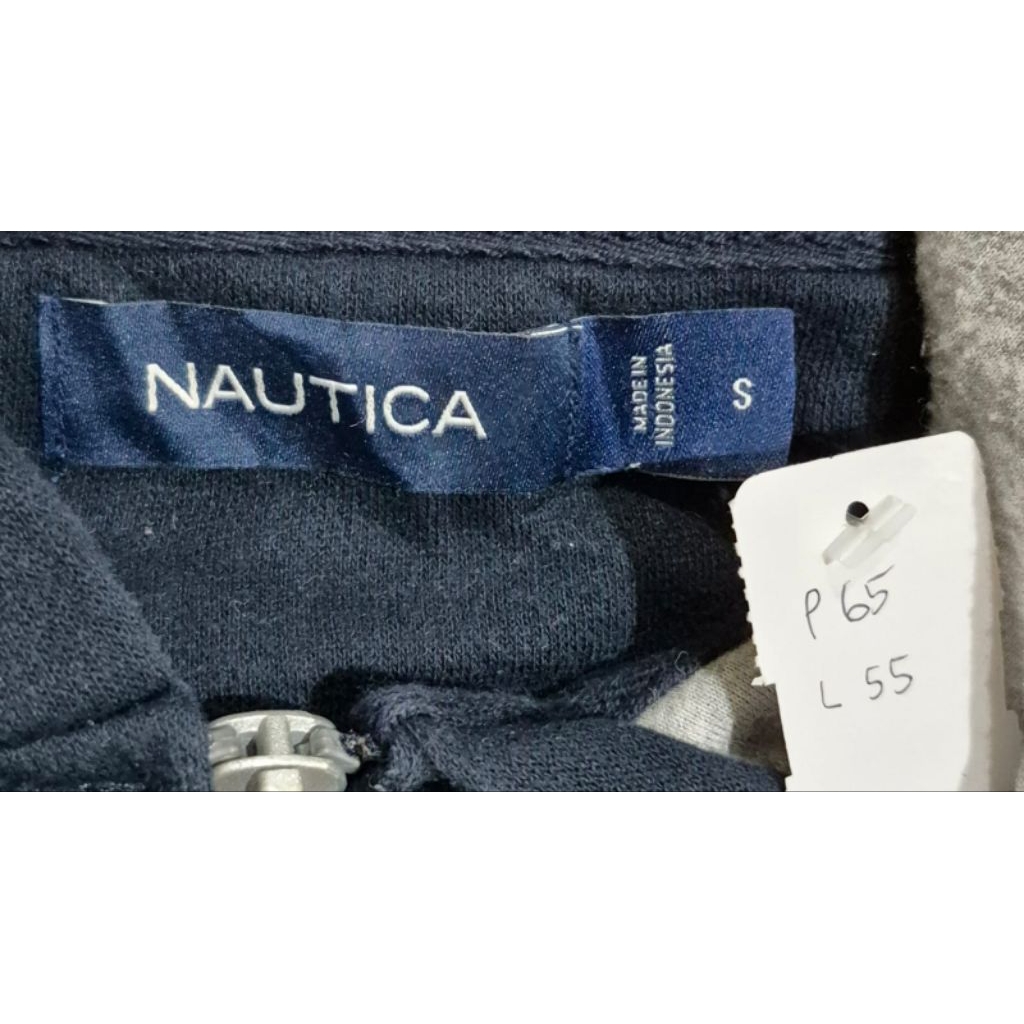 NAUTICA
MADE IN
INDONESIA
S
P 65
L 55